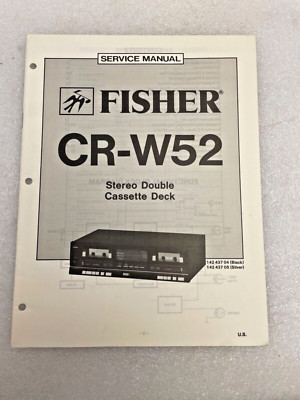 SERVICE MANUAL
FISHER®
CR-W52
Stereo Double
Cassette Deck
142 437 04 (Black)
142 437 05 (Silver)
U.S.